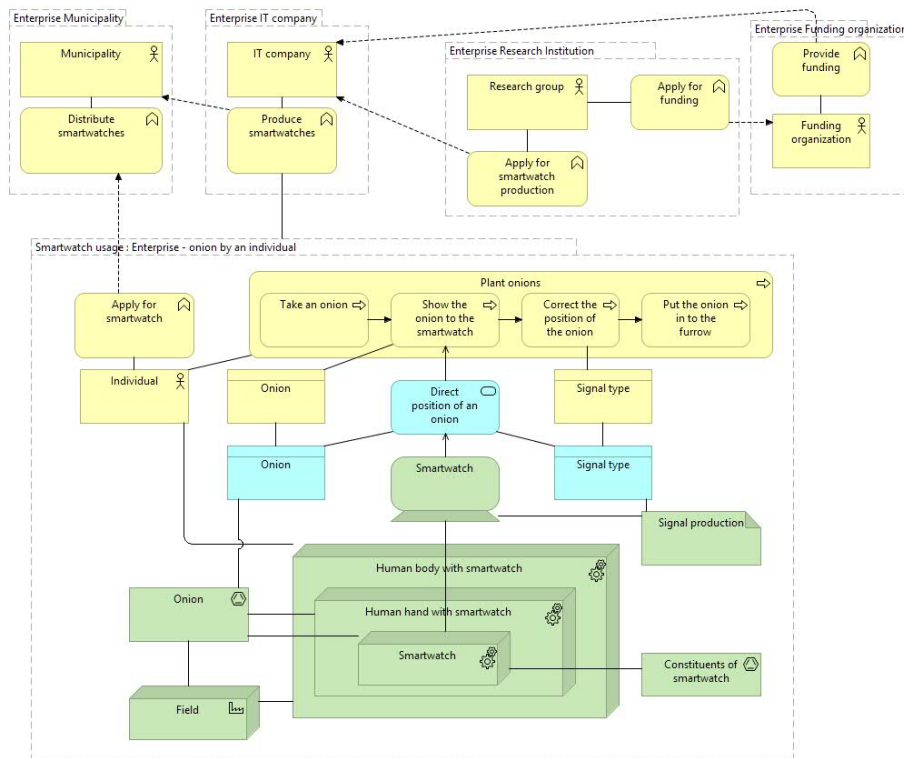 Enterprise Municipality
Enterprise IT company
Enterprise Funding organization
Municipality
IT company
Enterprise Research Institution
Provide
funding
Research group
Apply for
funding
Distribute
smartwatches
Produce
smartwatches
Funding
organization
Apply for
smartwatch
production
Smartwatch usage : Enterprise - onion by an individual
Plant onions
Apply for
smartwatch
Take an onion
Show the
onion to the
smartwatch
Correct the
position of
the onion
Put the onion
in to the
furrow
Individual
Onion
Direct
position of an
onion
Signal type
Onion
Smartwatch
Signal type
Signal production
Human body with smartwatch
Onion
Human hand with smartwatch
Smartwatch
Constituents of
smartwatch
Field